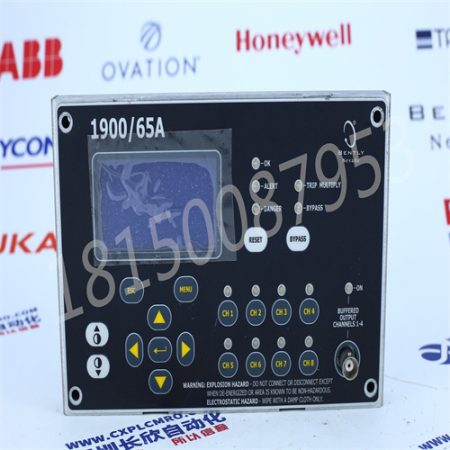 ABB
OVATION
Honeywell
1900/65A
BENTLY
NEVADA
OK
ALERT
TRIP MULTIPLY
DANGER
BYPASS
RESET
BYPASS
ESC
MENU
ON
BUFFERED
OUTPUT
CHANNELS 1-4
CH 1
CH 2
CH 3
CH 4
CH 5
CH 6
CH 7
CH 8
WARNING: EXPLOSION HAZARD - DO NOT CONNECT OR DISCONNECT EXCEPT
WHEN DE-ENERGIZED OR AREA IS KNOWN TO BE NON-HAZARDOUS.
ELECTROSTATIC HAZARD - WIPE WITH A DAMP CLOTH ONLY.
18150087953
WWW.CXPLCMRO.COM